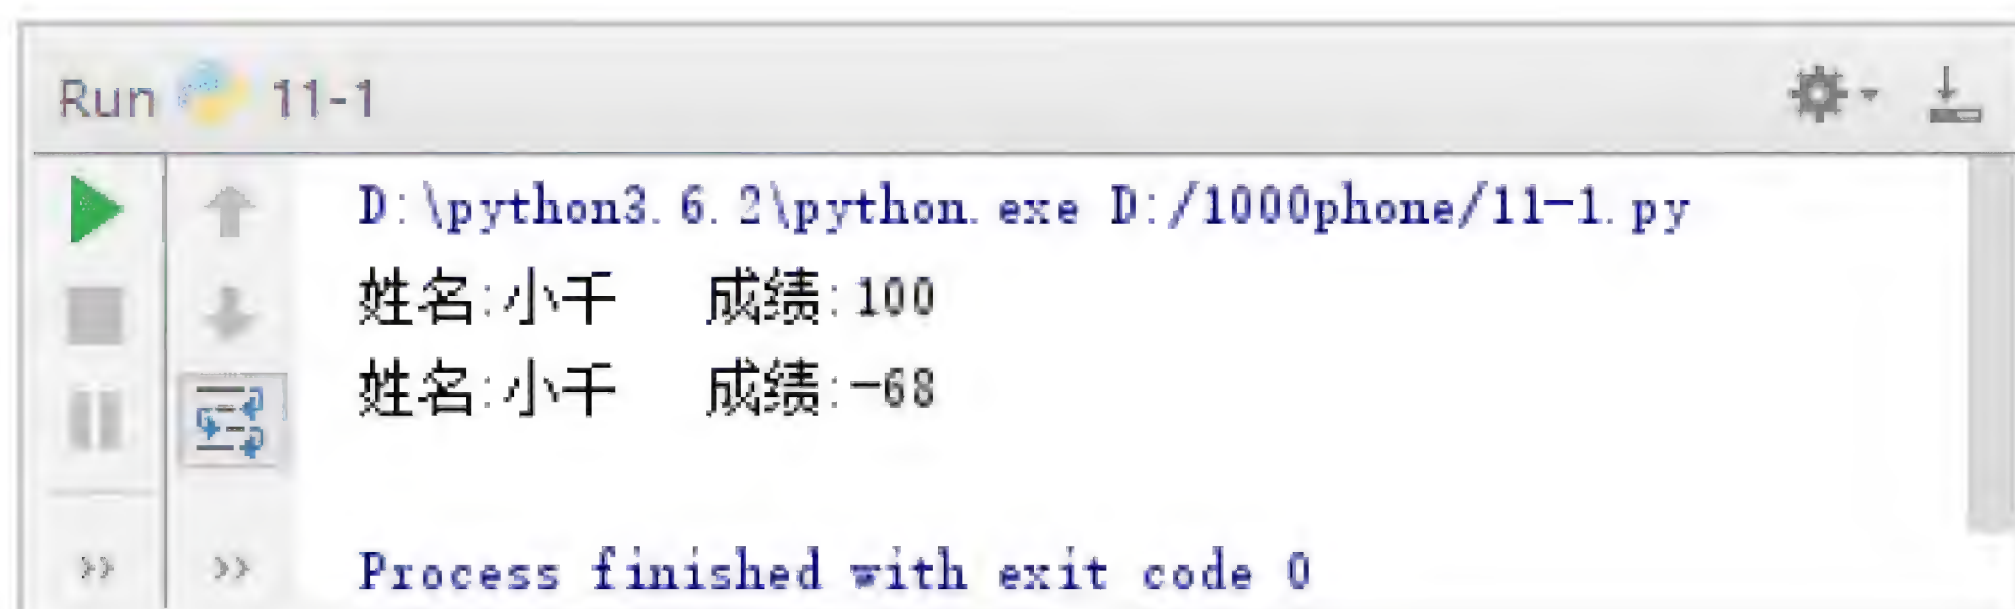 Run 11-1
D:\python3.6.2\python.exe D:/1000phone/11-1.py
姓名:小千 成绩:100
姓名:小千 成绩:-68
Process finished with exit code 0